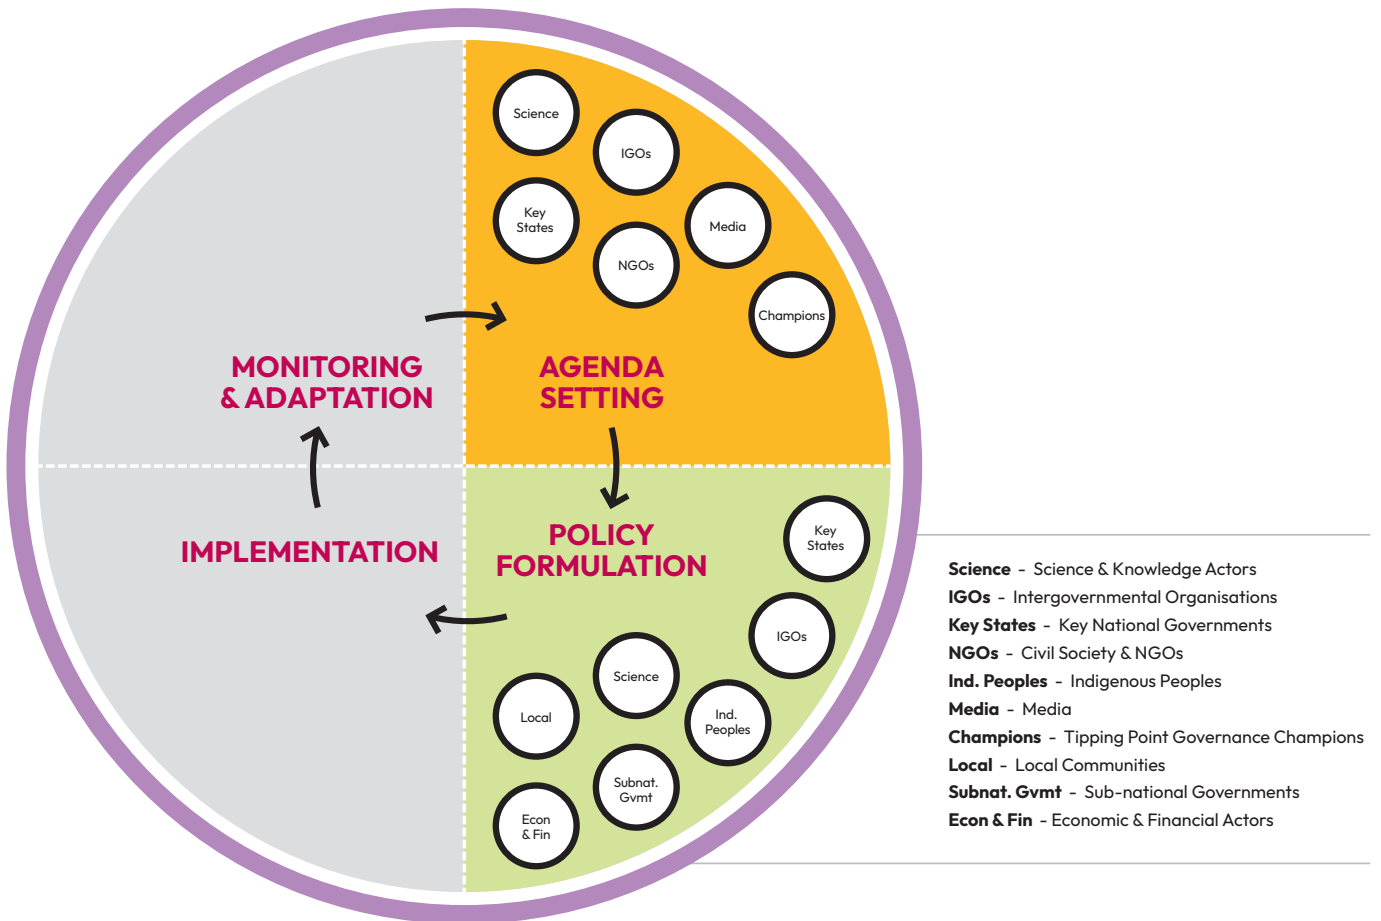 Science
IGOs
Key
States
Media
NGOs
Champions
MONITORING
& ADAPTATION
AGENDA
SETTING
IMPLEMENTATION
POLICY
FORMULATION
Key
States
IGOs
Science
Local
Ind.
Peoples
Subnat.
Gvmt
Econ
& Fin
Science - Science & Knowledge Actors
IGOs - Intergovernmental Organisations
Key States - Key National Governments
NGOs - Civil Society & NGOs
Ind. Peoples - Indigenous Peoples
Media - Media
Champions - Tipping Point Governance Champions
Local - Local Communities
Subnat. Gvmt - Sub-national Governments
Econ & Fin - Economic & Financial Actors